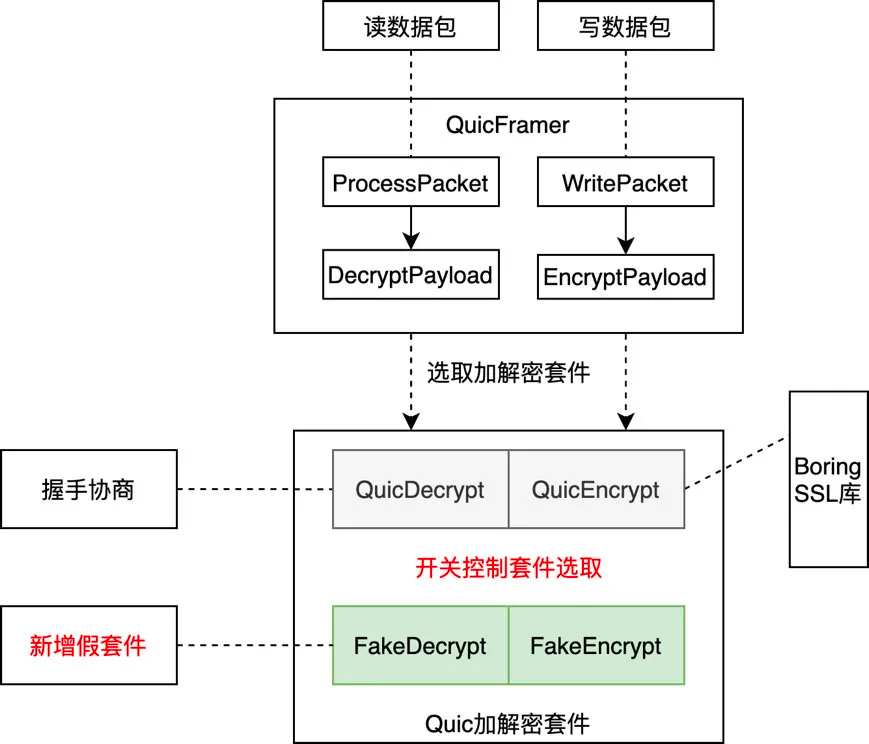 读数据包
写数据包
QuicFramer
ProcessPacket
WritePacket
DecryptPayload
EncryptPayload
选取加解密套件
握手协商
QuicDecrypt
QuicEncrypt
Boring
SSL库
开关控制套件选取
新增假套件
FakeDecrypt
FakeEncrypt
Quic加解密套件